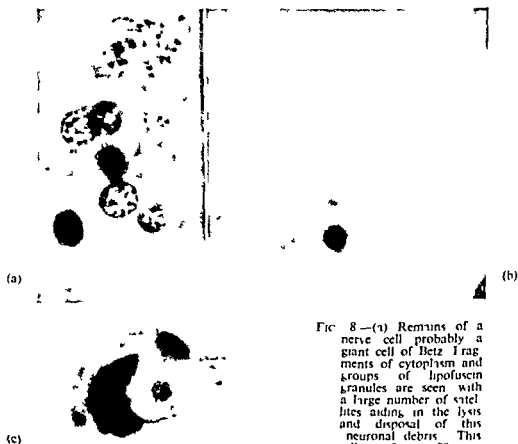 (a)
(b)
FIG 8—(a) Remains of a
nerve cell probably a
giant cell of Betz Frag
ments of cytoplasm and
groups of lipofuscin
granules are seen with
a large number of satel
lites aiding in the lysis
and disposal of this
neuronal debris This
(c)